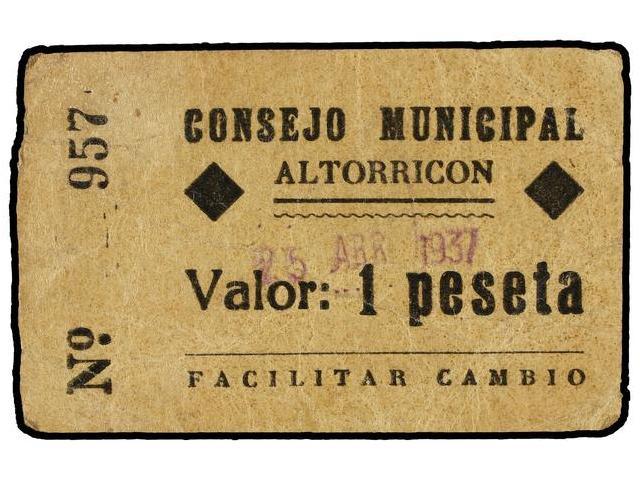 Nº 957
CONSEJO MUNICIPAL
ALTORRICON
25 ABR 1937
Valor: 1 peseta
FACILITAR CAMBIO